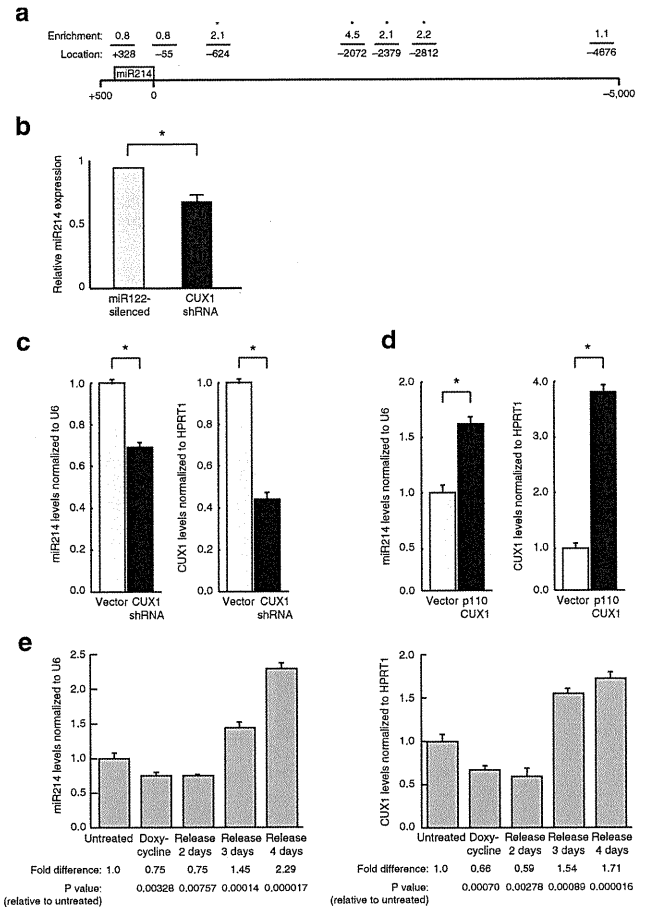 a
* * * *
Enrichment: 0.8 0.8 2.1 4.5 2.1 2.2 1.1
Location: +328 –55 –624 –2072 –2379 –2812 –4676
miR214
+500 0 –5,000
b
*
Relative miR214 expression
1
0.5
0
miR122-silenced
CUX1 shRNA
c
*
miR214 levels normalized to U6
1.0
0.8
0.6
0.4
0.2
0.0
Vector CUX1
shRNA
*
CUX1 levels normalized to HPRT1
1.0
0.8
0.6
0.4
0.2
0.0
Vector CUX1
shRNA
d
*
miR214 levels normalized to U6
2.0
1.5
1.0
0.5
0.0
Vector p110
CUX1
*
CUX1 levels normalized to HPRT1
4.0
3.0
2.0
1.0
0.0
Vector p110
CUX1
e
miR214 levels normalized to U6
2.5
2.0
1.5
1.0
0.5
0.0
Untreated Doxy- Release Release Release
cycline 2 days 3 days 4 days
Fold difference: 1.0 0.75 0.75 1.45 2.29
P value: 0.00328 0.00757 0.00014 0.000017
(relative to untreated)
CUX1 levels normalized to HPRT1
2.0
1.5
1.0
0.5
0.0
Untreated Doxy- Release Release Release
cycline 2 days 3 days 4 days
Fold difference: 1.0 0.66 0.59 1.54 1.71
P value: 0.00070 0.00278 0.00089 0.000016
(relative to untreated)